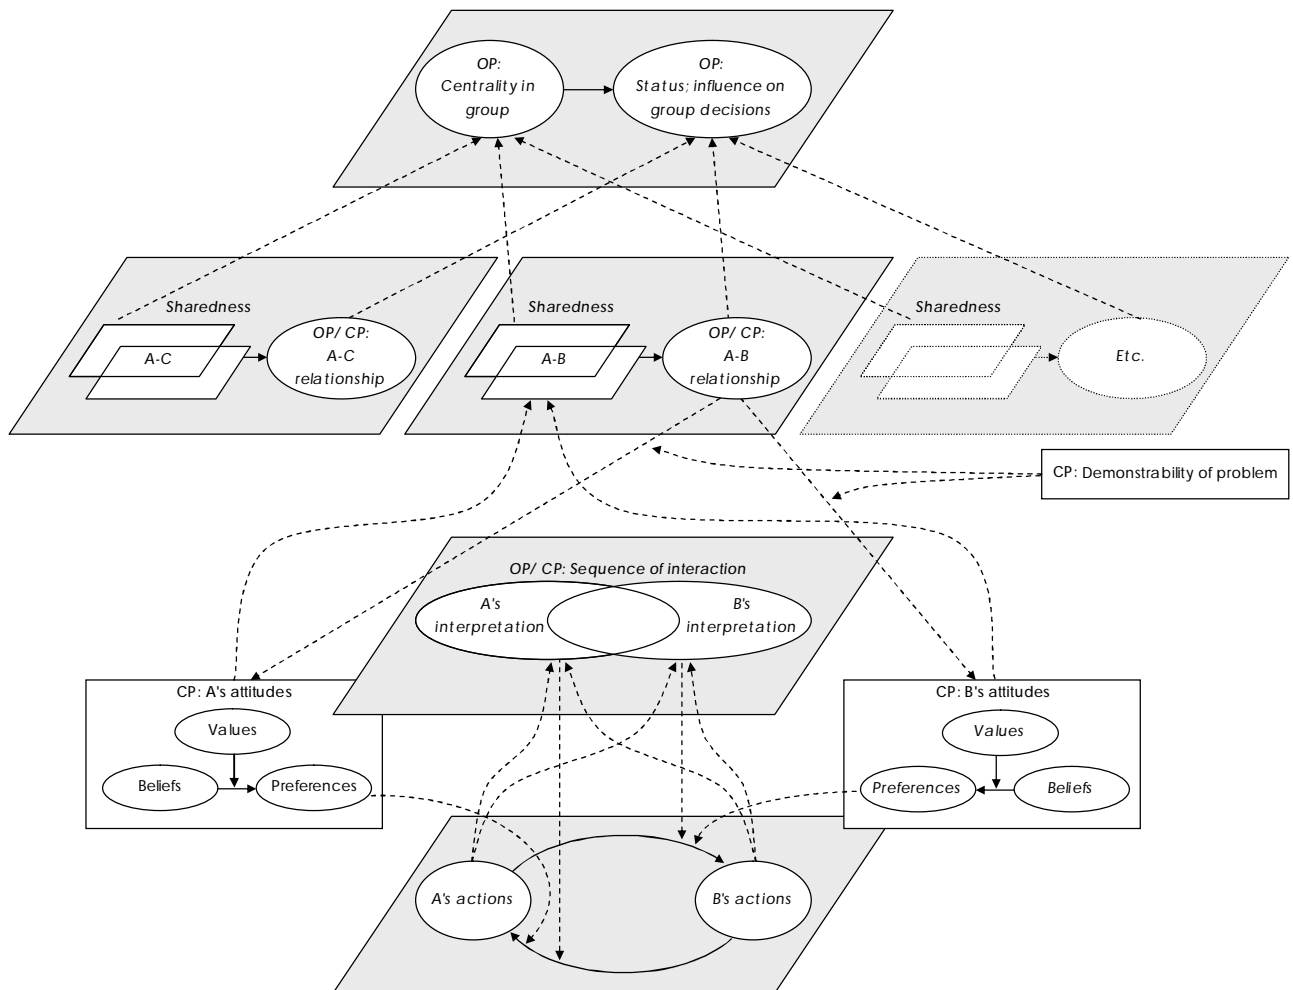 OP:
Centrality in
group
OP:
Status; influence on
group decisions
Sharedness
A-C
OP/ CP:
A-C
relationship
Sharedness
A-B
OP/ CP:
A-B
relationship
Sharedness
Etc.
CP: Demonstrability of problem
OP/ CP: Sequence of interaction
A's
interpretation
B's
interpretation
CP: A's attitudes
Values
Beliefs
Preferences
CP: B's attitudes
Values
Preferences
Beliefs
A's actions
B's actions